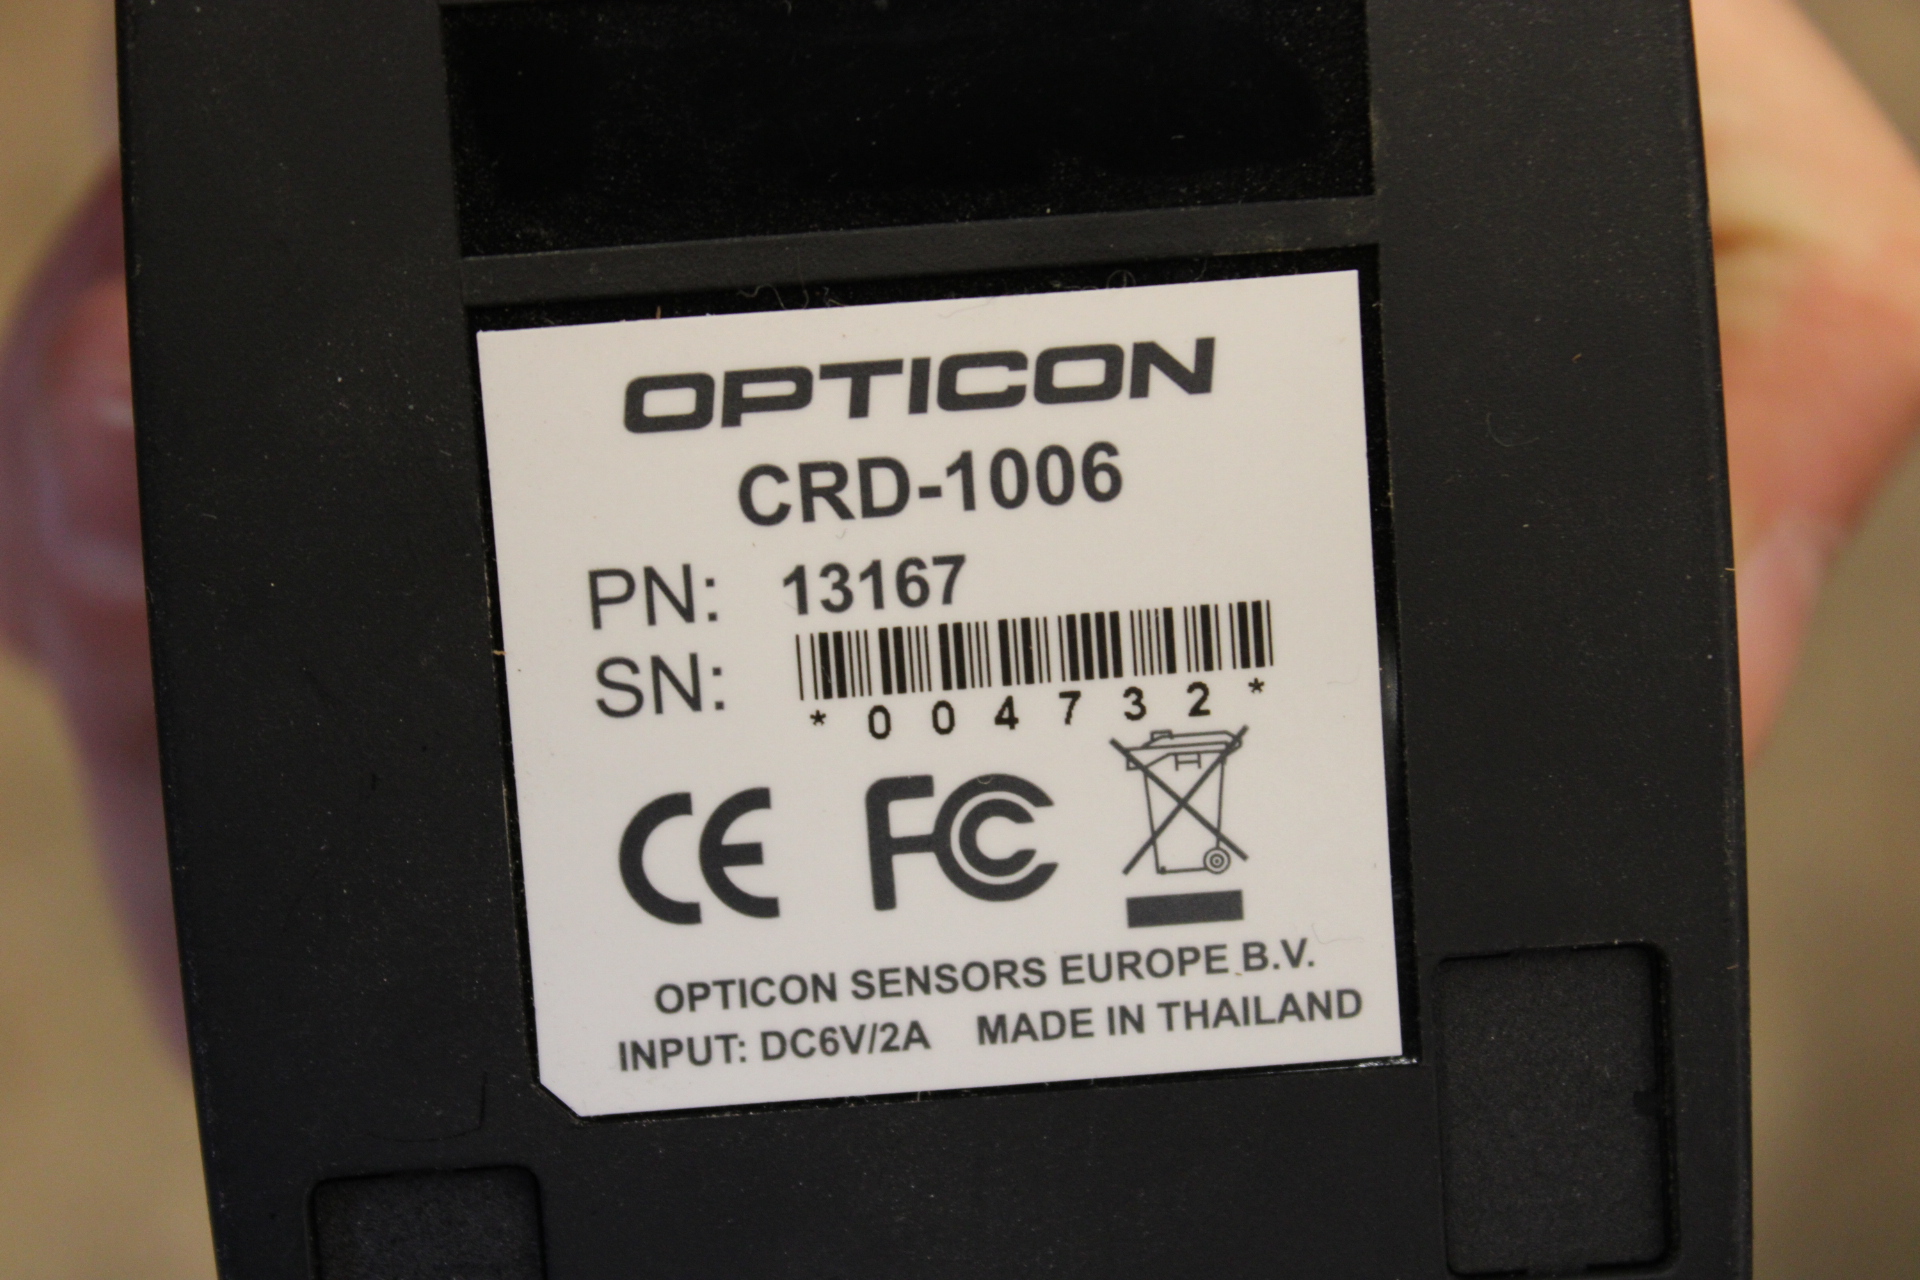 OPTICON
CRD-1006
PN: 13167
SN:
*004732*
CE FC
OPTICON SENSORS EUROPE B.V.
INPUT: DC6V/2A MADE IN THAILAND